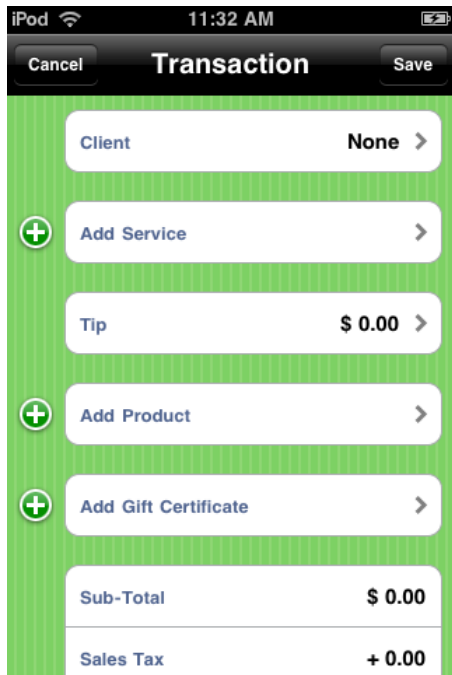 iPod 11:32 AM
Cancel Transaction Save
Client None
Add Service
Tip $ 0.00
Add Product
Add Gift Certificate
Sub-Total $ 0.00
Sales Tax + 0.00